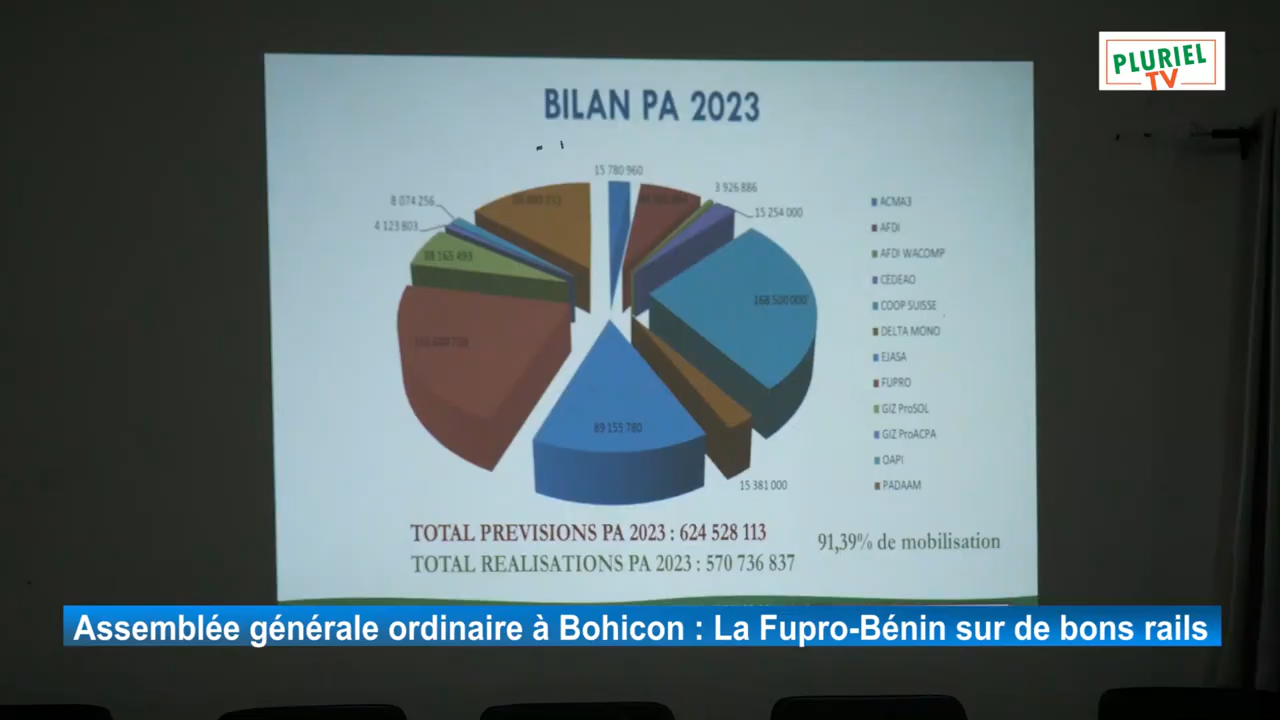 PLURIEL
TV
BILAN PA 2023
15 780 960
3 926 886
8 074 256
15 254 000
4 123 803
168 500 000
89 155 780
15 381 000
ACMA3
AFDI
AFDI WACOMP
CEDEAO
COOP SUISSE
DELTA MONO
EJASA
FUPRO
GIZ ProSOL
GIZ ProACPA
OAPI
PADAAM
TOTAL PREVISIONS PA 2023 : 624 528 113
91,39% de mobilisation
TOTAL REALISATIONS PA 2023 : 570 736 837
Assemblée générale ordinaire à Bohicon : La Fupro-Bénin sur de bons rails